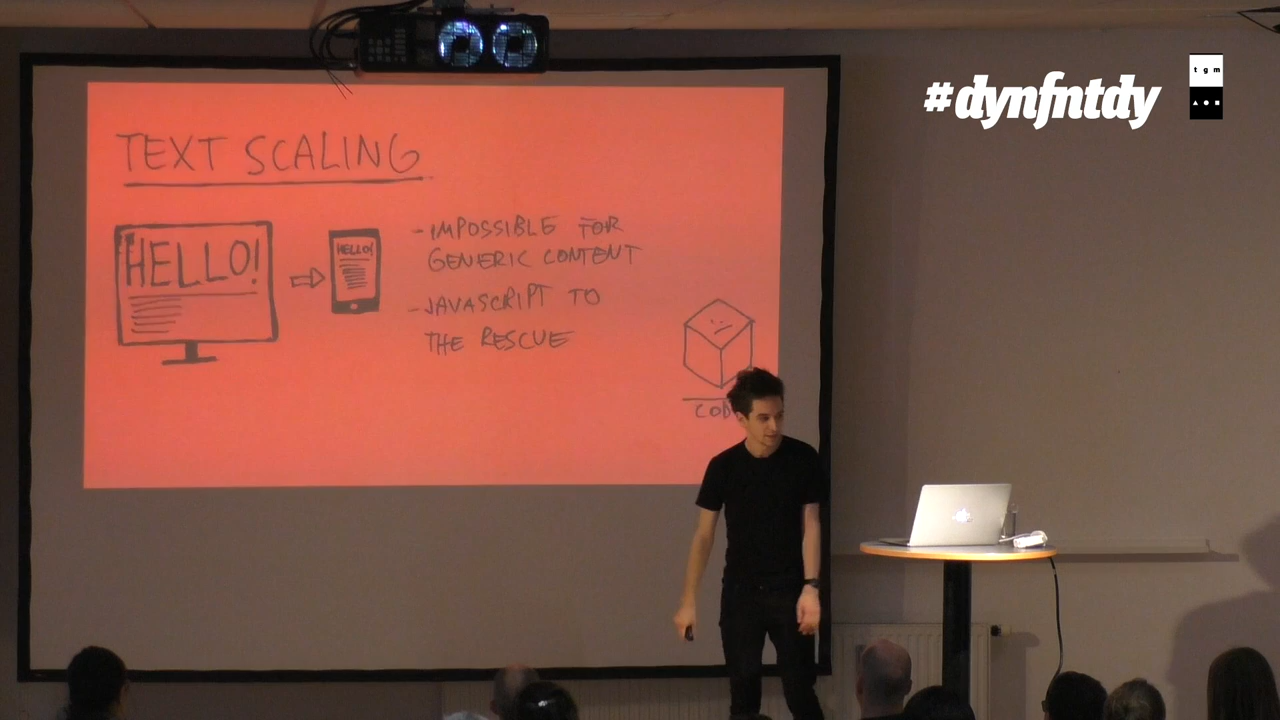 #dynfntdy
tgm
TEXT SCALING
HELLO!
HELLO!
- IMPOSSIBLE FOR
GENERIC CONTENT
- JAVASCRIPT TO
THE RESCUE